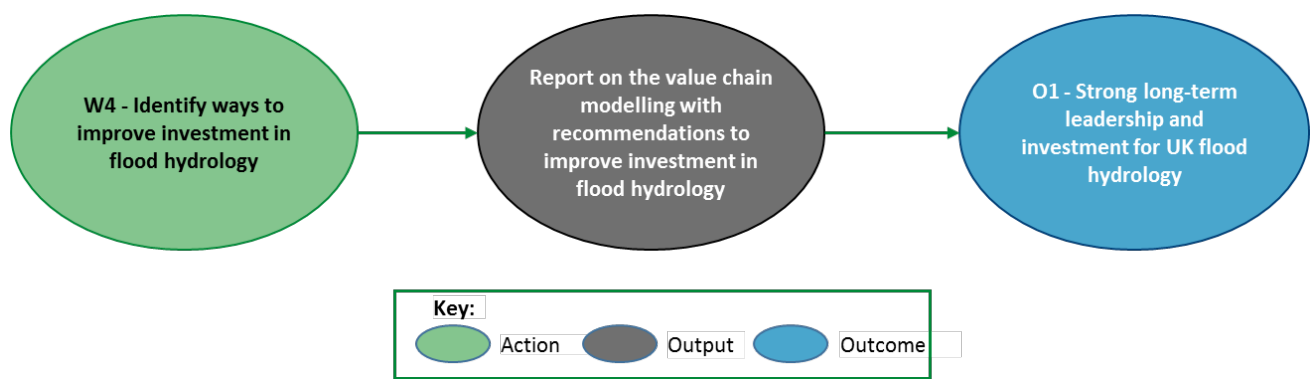 W4 - Identify ways to
improve investment in
flood hydrology
Report on the value chain
modelling with
recommendations to
improve investment in
flood hydrology
O1 - Strong long-term
leadership and
investment for UK flood
hydrology
Key:
Action
Output
Outcome